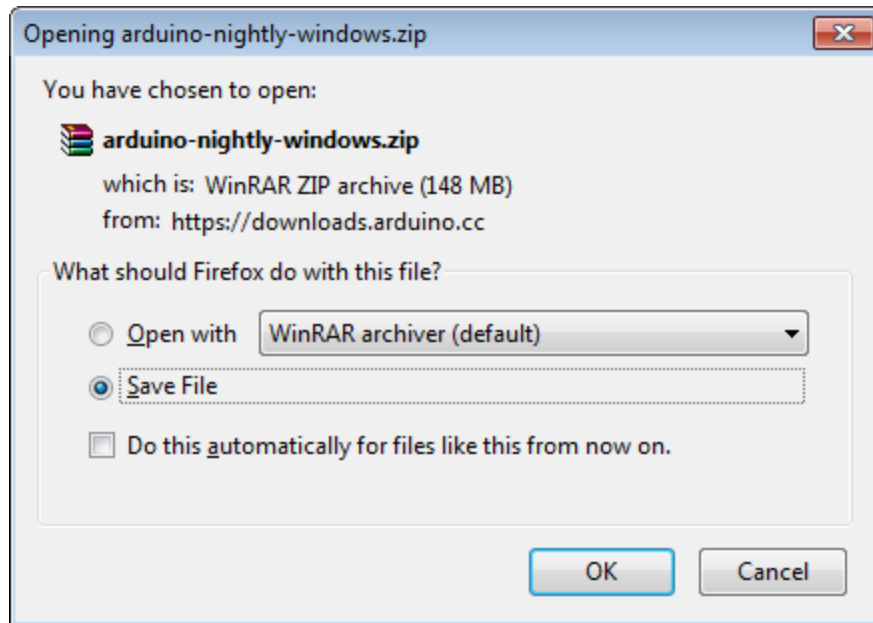 Opening arduino-nightly-windows.zip
You have chosen to open:
arduino-nightly-windows.zip
which is: WinRAR ZIP archive (148 MB)
from: https://downloads.arduino.cc
What should Firefox do with this file?
Open with WinRAR archiver (default)
Save File
Do this automatically for files like this from now on.
OK Cancel